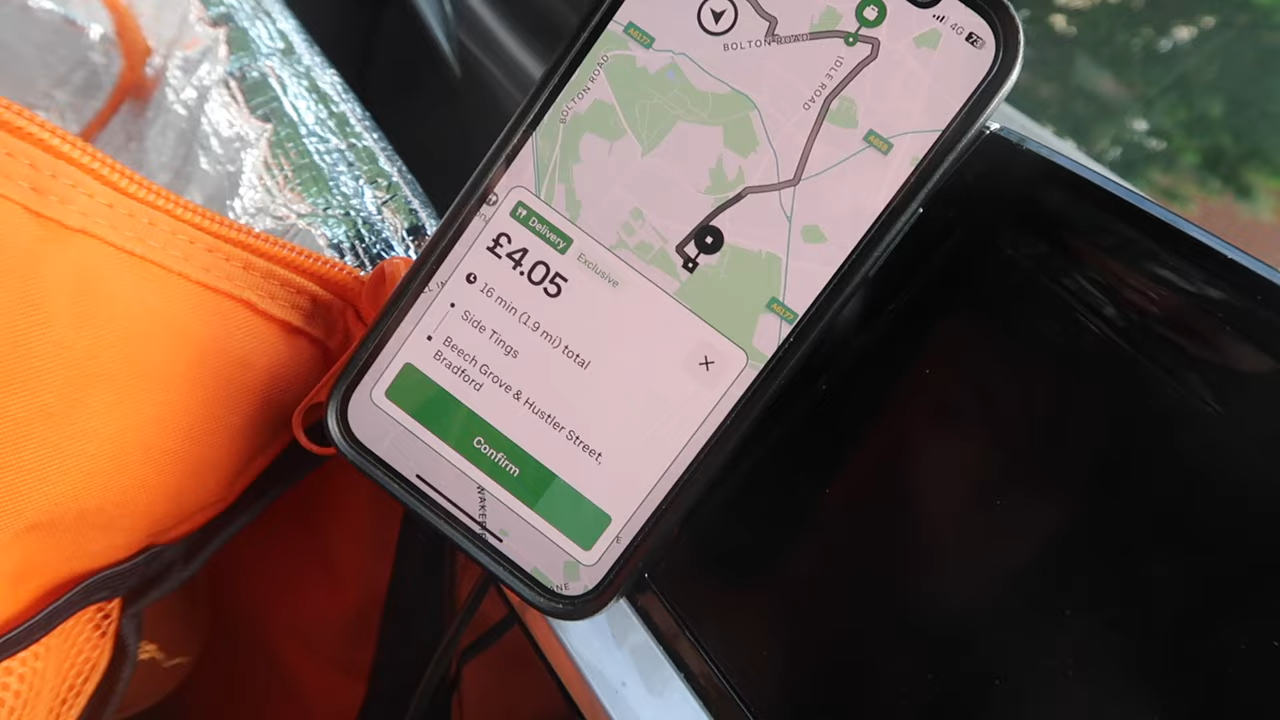 4G 73
A6177
BOLTON ROAD
BOLTON ROAD
IDLE ROAD
A658
A6177
Delivery
Exclusive
£4.05
16 min (1.9 mi) total
Side Tings
Beech Grove & Hustler Street,
Bradford
Confirm